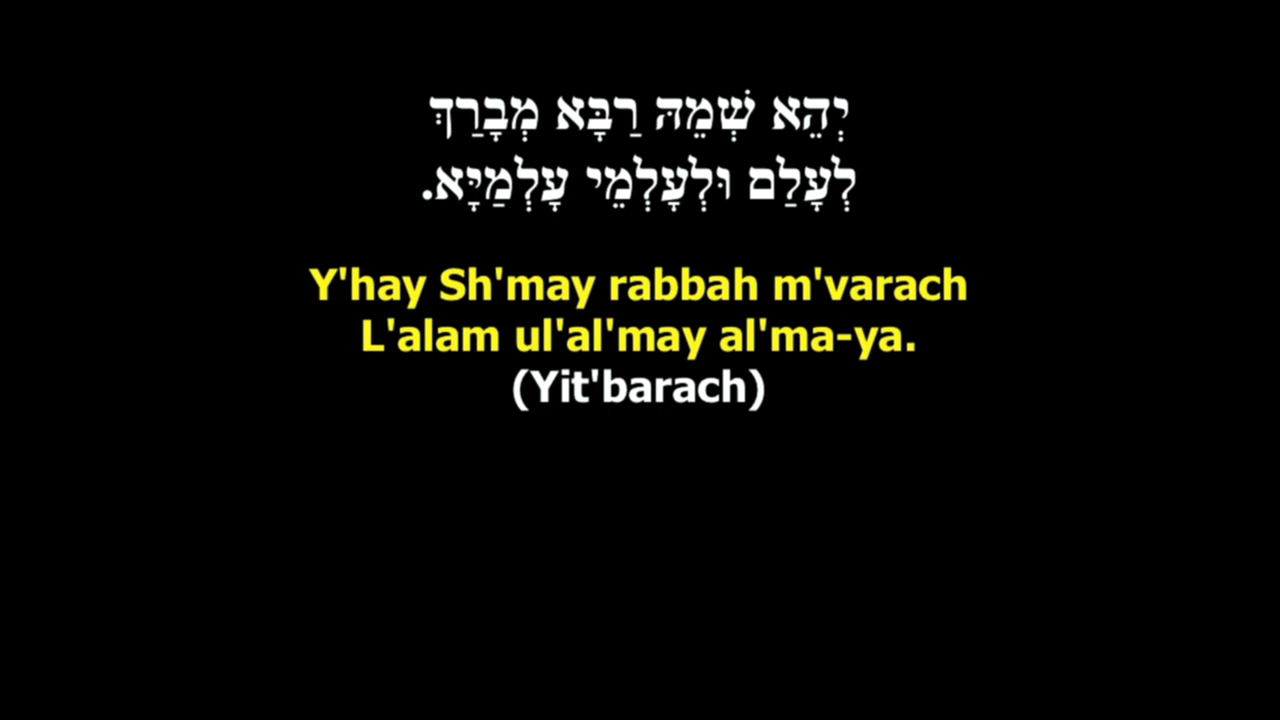 יְהֵא שְׁמֵהּ רַבָּא מְבָרַךְ
לְעָלַם וּלְעָלְמֵי עָלְמַיָּא.
Y'hay Sh'may rabbah m'varach
L'alam ul'al'may al'ma-ya.
(Yit'barach)